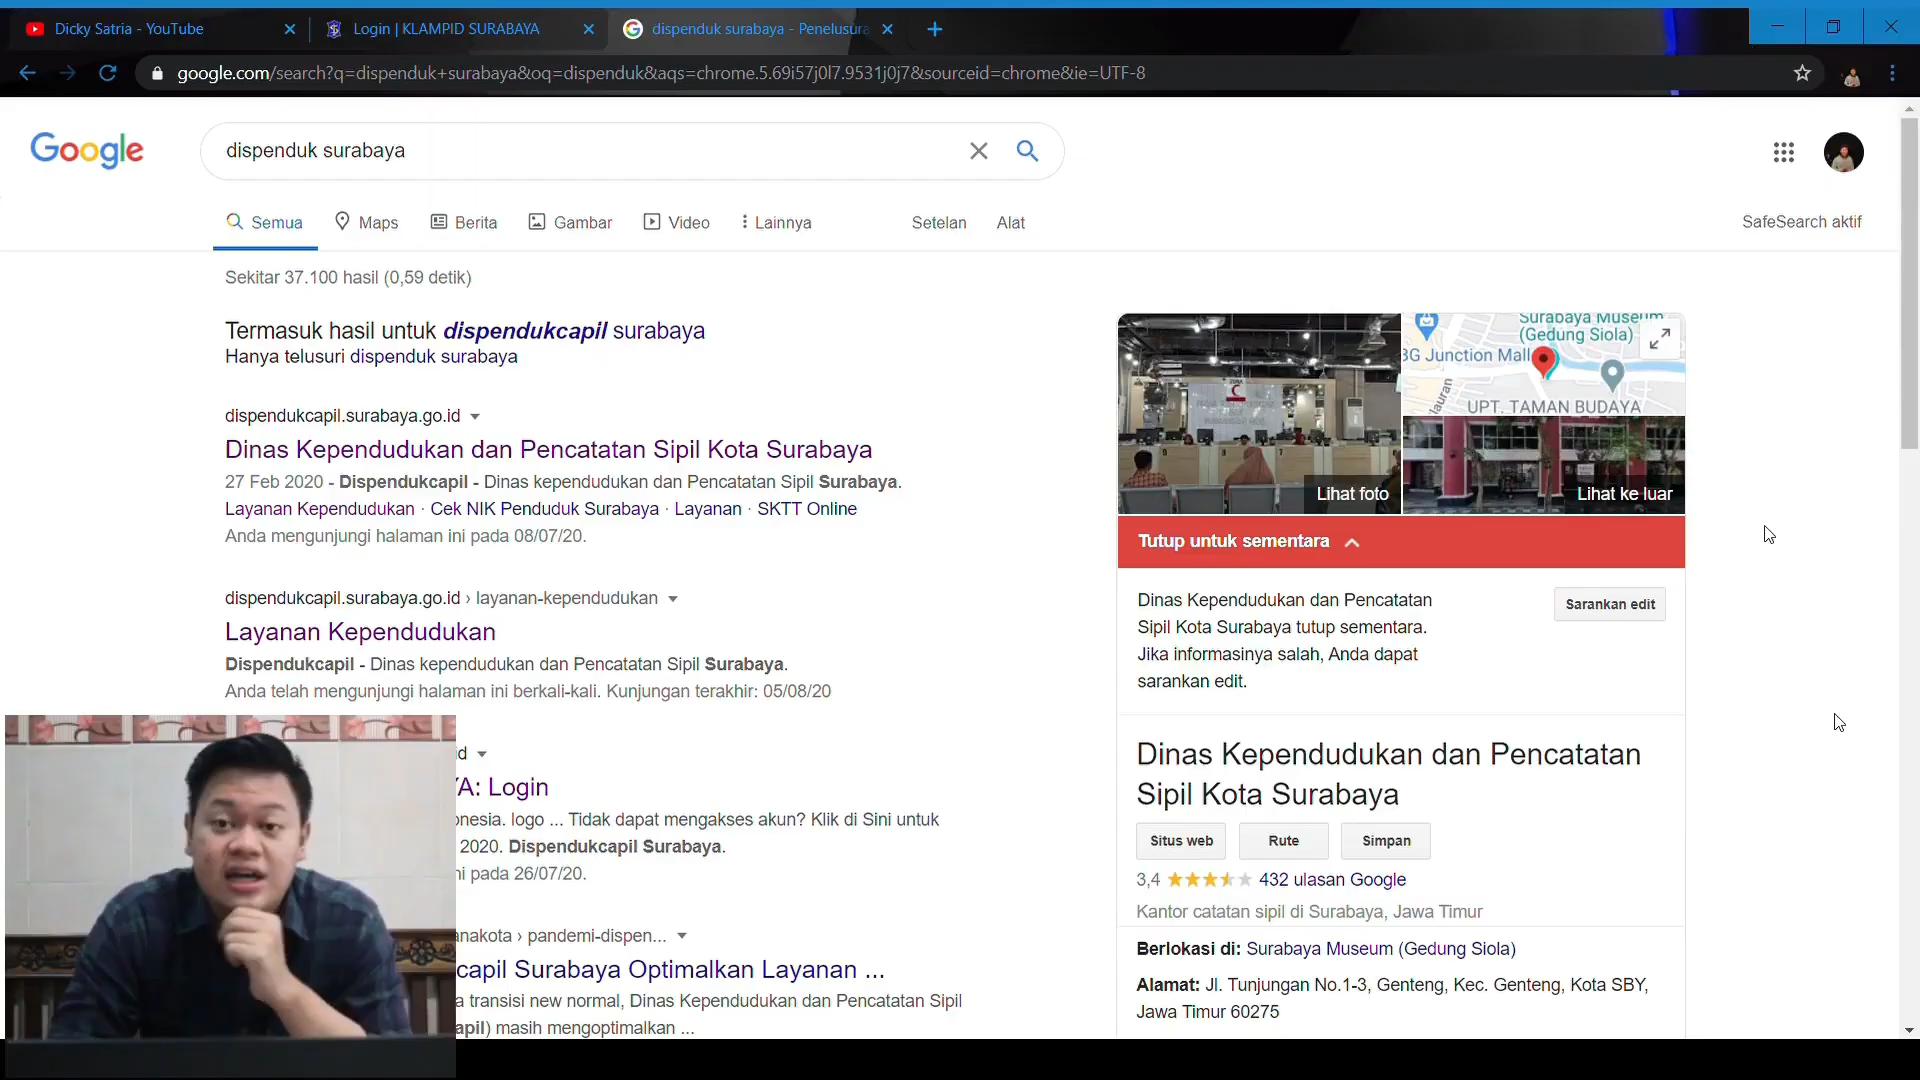 Dicky Satria - YouTube
Login | KLAMPID SURABAYA
dispenduk surabaya - Penelusura
google.com/search?q=dispenduk+surabaya&oq=dispenduk&aqs=chrome.5.69i57j0l7.9531j0j7&sourceid=chrome&ie=UTF-8
Google
dispenduk surabaya
Semua
Maps
Berita
Gambar
Video
Lainnya
Setelan
Alat
SafeSearch aktif
Sekitar 37.100 hasil (0,59 detik)
Termasuk hasil untuk dispendukcapil surabaya
Hanya telusuri dispenduk surabaya
dispendukcapil.surabaya.go.id
Dinas Kependudukan dan Pencatatan Sipil Kota Surabaya
27 Feb 2020 - Dispendukcapil - Dinas kependudukan dan Pencatatan Sipil Surabaya.
Layanan Kependudukan · Cek NIK Penduduk Surabaya · Layanan · SKTT Online
Anda mengunjungi halaman ini pada 08/07/20.
dispendukcapil.surabaya.go.id › layanan-kependudukan
Layanan Kependudukan
Dispendukcapil - Dinas kependudukan dan Pencatatan Sipil Surabaya.
Anda telah mengunjungi halaman ini berkali-kali. Kunjungan terakhir: 05/08/20
id
YA: Login
onesia. logo ... Tidak dapat mengakses akun? Klik di Sini untuk
2020. Dispendukcapil Surabaya.
ni pada 26/07/20.
anakota › pandemi-dispen...
capil Surabaya Optimalkan Layanan ...
a transisi new normal, Dinas Kependudukan dan Pencatatan Sipil
apil) masih mengoptimalkan ...
Surabaya Museum
(Gedung Siola)
BG Junction Mall
lauran
UPT. TAMAN BUDAYA
Lihat foto
Lihat ke luar
Tutup untuk sementara
Dinas Kependudukan dan Pencatatan
Sipil Kota Surabaya tutup sementara.
Jika informasinya salah, Anda dapat
sarankan edit.
Sarankan edit
Dinas Kependudukan dan Pencatatan
Sipil Kota Surabaya
Situs web
Rute
Simpan
3,4
432 ulasan Google
Kantor catatan sipil di Surabaya, Jawa Timur
Berlokasi di: Surabaya Museum (Gedung Siola)
Alamat: Jl. Tunjungan No.1-3, Genteng, Kec. Genteng, Kota SBY,
Jawa Timur 60275